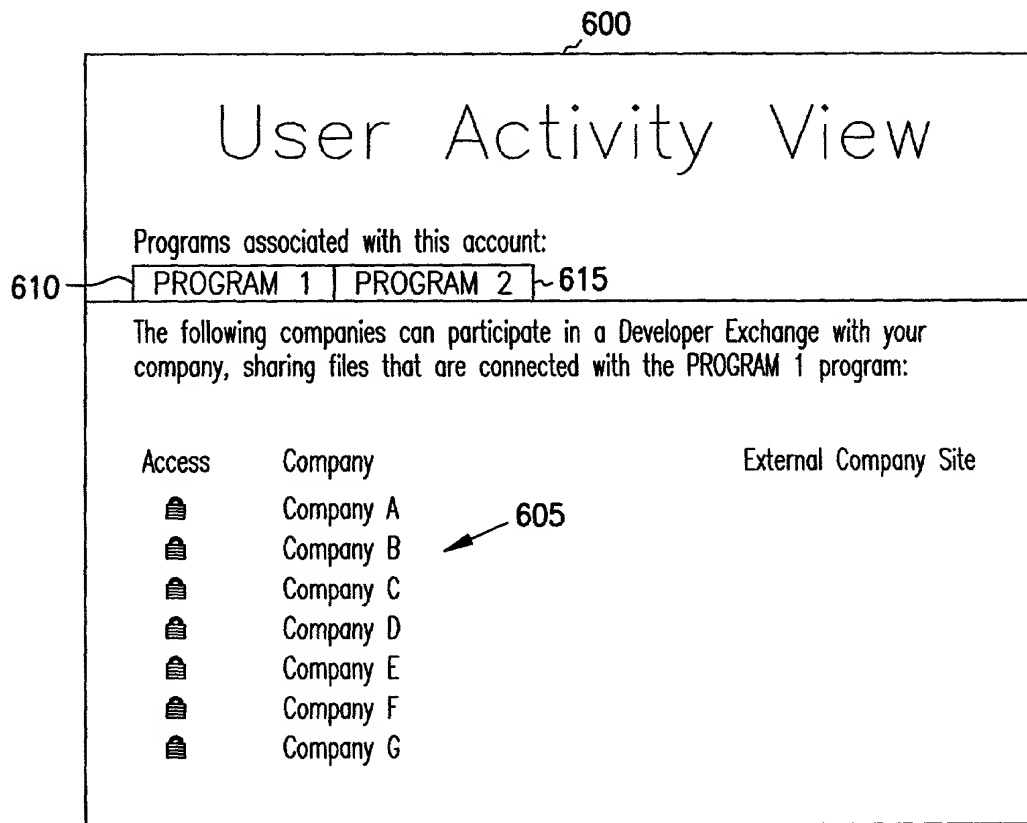 600
User Activity View
Programs associated with this account:
610 PROGRAM 1 PROGRAM 2 615
The following companies can participate in a Developer Exchange with your
company, sharing files that are connected with the PROGRAM 1 program:
Access Company External Company Site
Company A
605
Company B
Company C
Company D
Company E
Company F
Company G